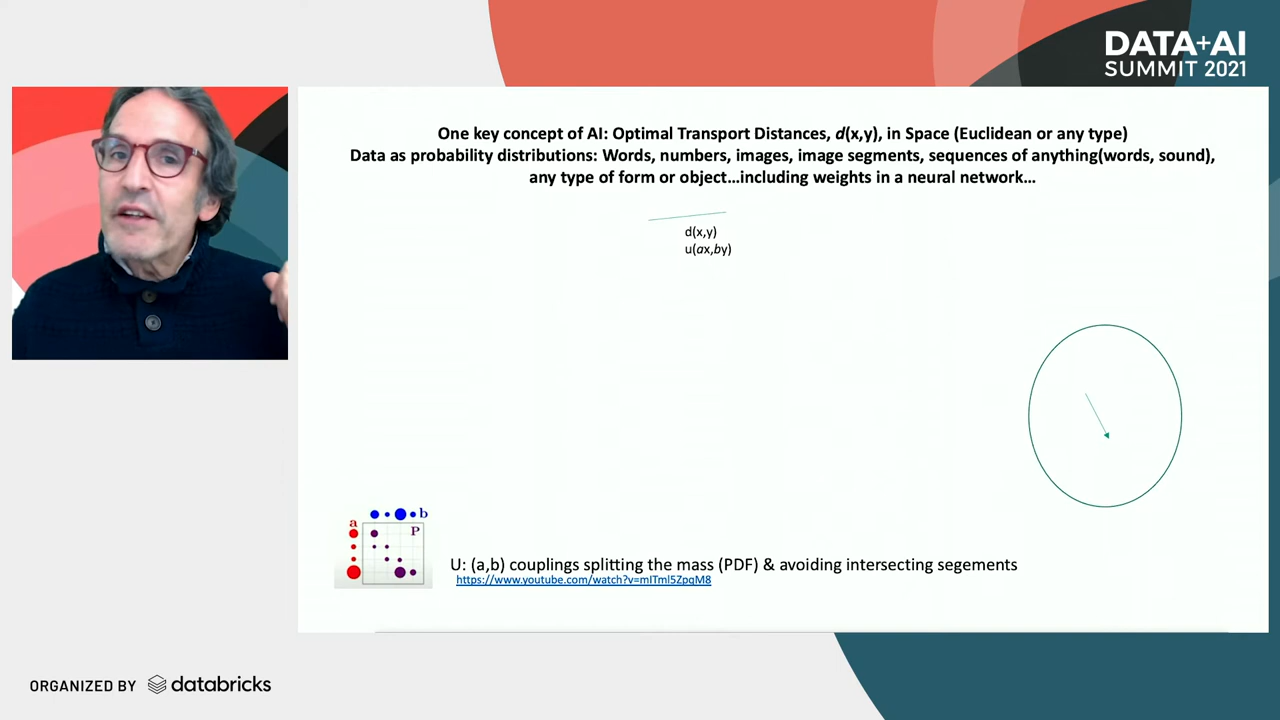 DATA+AI
SUMMIT 2021
One key concept of AI: Optimal Transport Distances, d(x,y), in Space (Euclidean or any type)
Data as probability distributions: Words, numbers, images, image segments, sequences of anything(words, sound),
any type of form or object...including weights in a neural network...
d(x,y)
u(ax,by)
b
a
P
U: (a,b) couplings splitting the mass (PDF) & avoiding intersecting segements
https://www.youtube.com/watch?v=mITml5ZpqM8
ORGANIZED BY databricks